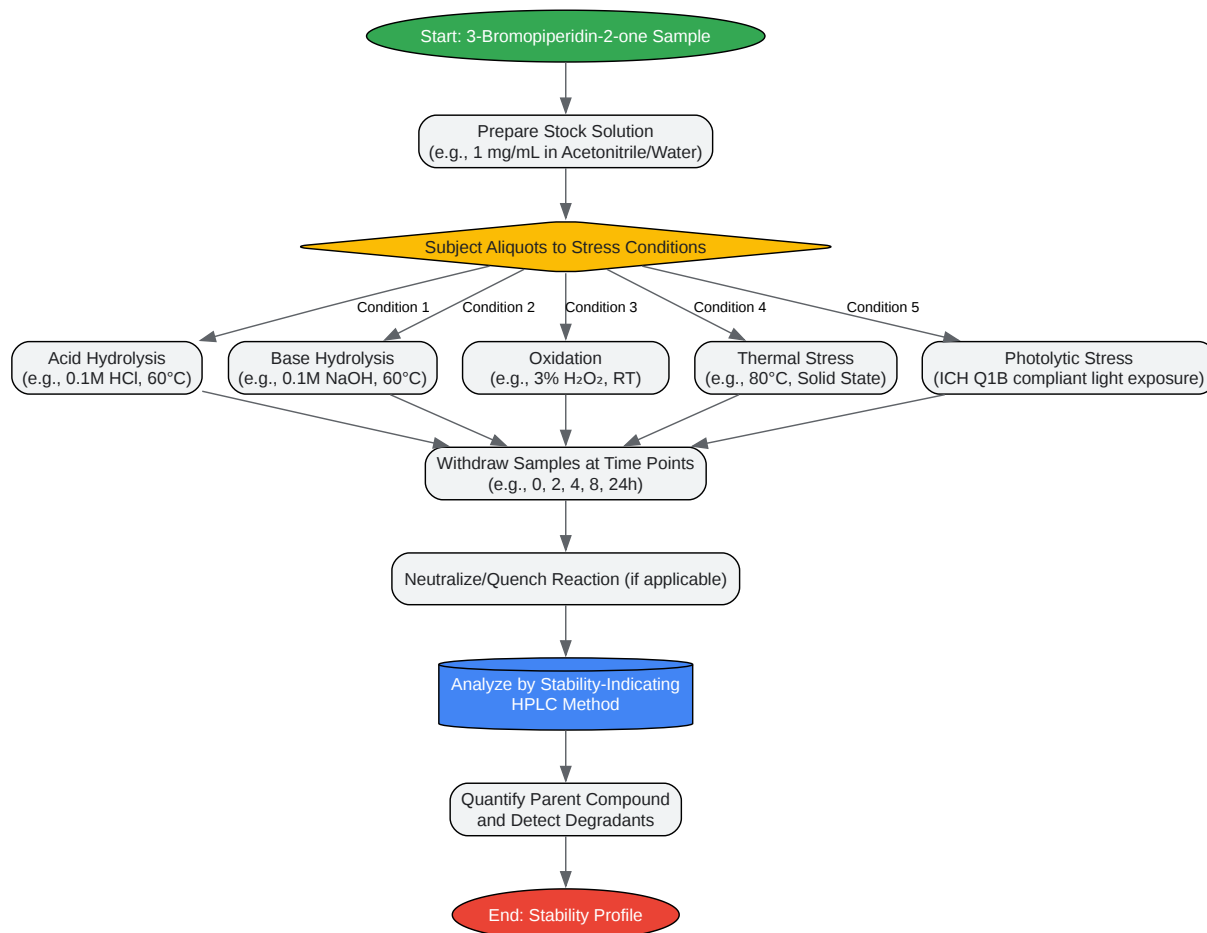 Start: 3-Bromopiperidin-2-one Sample
Prepare Stock Solution
(e.g., 1 mg/mL in Acetonitrile/Water)
Subject Aliquots to Stress Conditions
Condition 1
Condition 2
Condition 3
Condition 4
Condition 5
Acid Hydrolysis
(e.g., 0.1M HCl, 60°C)
Base Hydrolysis
(e.g., 0.1M NaOH, 60°C)
Oxidation
(e.g., 3% H₂O₂, RT)
Thermal Stress
(e.g., 80°C, Solid State)
Photolytic Stress
(ICH Q1B compliant light exposure)
Withdraw Samples at Time Points
(e.g., 0, 2, 4, 8, 24h)
Neutralize/Quench Reaction (if applicable)
Analyze by Stability-Indicating
HPLC Method
Quantify Parent Compound
and Detect Degradants
End: Stability Profile